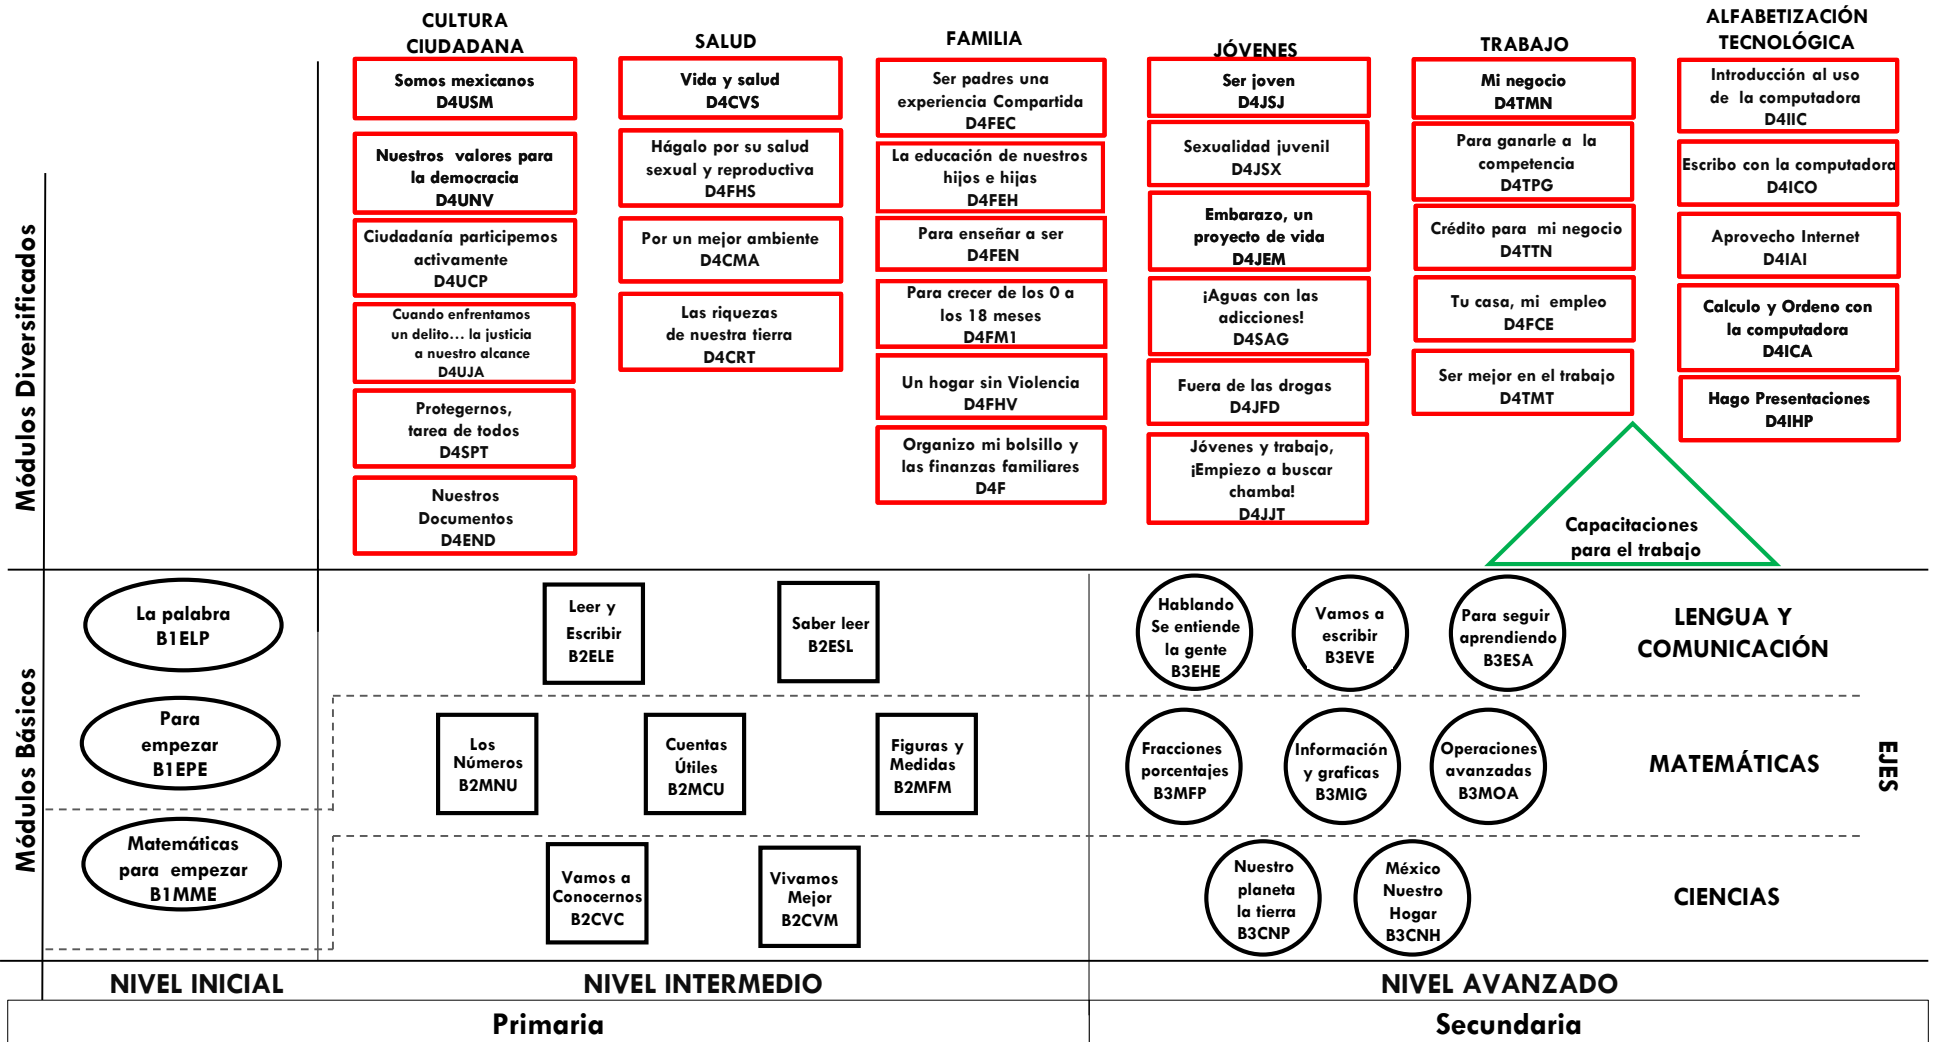 CULTURA
CIUDADANA
Somos mexicanos
D4USM
Nuestros valores para
la democracia
D4UNV
Ciudadanía participemos
activamente
D4UCP
Cuando enfrentamos
un delito... la justicia
a nuestro alcance
D4UJA
Protegernos,
tarea de todos
D4SPT
Nuestros
Documentos
D4END
SALUD
Vida y salud
D4CVS
Hágalo por su salud
sexual y reproductiva
D4FHS
Por un mejor ambiente
D4CMA
Las riquezas
de nuestra tierra
D4CRT
FAMILIA
Ser padres una
experiencia Compartida
D4FEC
La educación de nuestros
hijos e hijas
D4FEH
Para enseñar a ser
D4FEN
Para crecer de los 0 a
los 18 meses
D4FM1
Un hogar sin Violencia
D4FHV
Organizo mi bolsillo y
las finanzas familiares
D4F
JÓVENES
Ser joven
D4JSJ
Sexualidad juvenil
D4JSX
Embarazo, un
proyecto de vida
D4JEM
¡Aguas con las
adicciones!
D4SAG
Fuera de las drogas
D4JFD
Jóvenes y trabajo,
¡Empiezo a buscar
chamba!
D4JJT
TRABAJO
Mi negocio
D4TMN
Para ganarle a la
competencia
D4TPG
Crédito para mi negocio
D4TTN
Tu casa, mi empleo
D4FCE
Ser mejor en el trabajo
D4TMT
Capacitaciones
para el trabajo
ALFABETIZACIÓN
TECNOLÓGICA
Introducción al uso
de la computadora
D4IIC
Escribo con la computadora
D4ICO
Aprovecho Internet
D4IAI
Calculo y Ordeno con
la computadora
D4ICA
Hago Presentaciones
D4IHP
Módulos Diversificados
Módulos Básicos
La palabra
B1ELP
Para
empezar
B1EPE
Matemáticas
para empezar
B1MME
Leer y
Escribir
B2ELE
Saber leer
B2ESL
Hablando
Se entiende
la gente
B3EHE
Vamos a
escribir
B3EVE
Para seguir
aprendiendo
B3ESA
LENGUA Y
COMUNICACIÓN
Los
Números
B2MNU
Cuentas
Útiles
B2MCU
Figuras y
Medidas
B2MFM
Fracciones
porcentajes
B3MFP
Información
y graficas
B3MIG
Operaciones
avanzadas
B3MOA
MATEMÁTICAS
EJES
Vamos a
Conocernos
B2CVC
Vivamos
Mejor
B2CVM
Nuestro
planeta
la tierra
B3CNP
México
Nuestro
Hogar
B3CNH
CIENCIAS
NIVEL INICIAL
NIVEL INTERMEDIO
NIVEL AVANZADO
Primaria
Secundaria